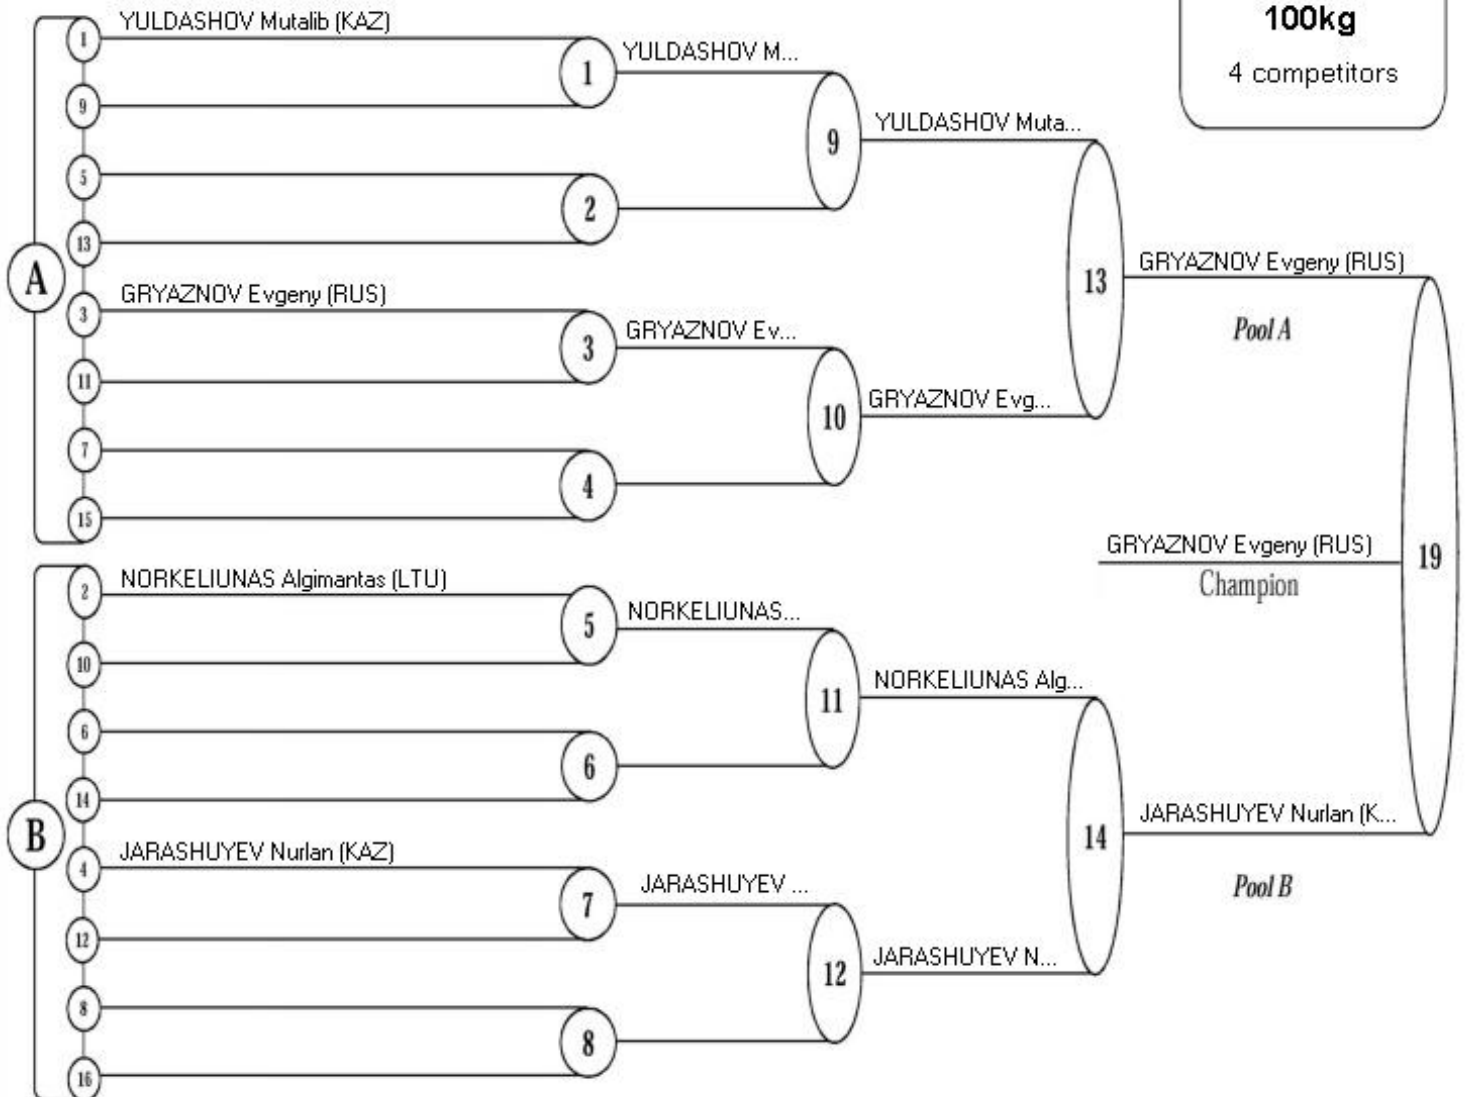 100kg
4 competitors
YULDASHOV Mutalib (KAZ)
1
9
5
13
A
GRYAZNOV Evgeny (RUS)
3
11
7
15
NORKELIUNAS Algimantas (LTU)
2
10
6
14
B
JARASHUYEV Nurlan (KAZ)
4
12
8
16
1
YULDASHOV M...
2
3
GRYAZNOV Ev...
4
5
NORKELIUNAS...
6
7
JARASHUYEV ...
8
9
YULDASHOV Muta...
10
GRYAZNOV Evg...
11
NORKELIUNAS Alg...
12
JARASHUYEV N...
13
GRYAZNOV Evgeny (RUS)
Pool A
GRYAZNOV Evgeny (RUS)
Champion
19
14
JARASHUYEV Nurlan (K...
Pool B